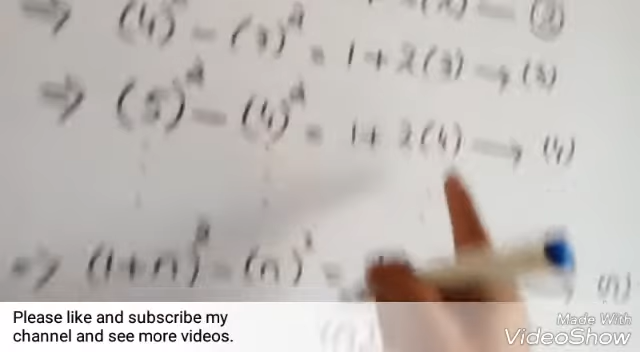 ⇒ (4)² - (3)² = 1 + 2(3) → (3)
⇒ (5)² - (4)² = 1 + 2(4) → (4)
⇒ (1+n)² - (n)² = (n)
Please like and subscribe my
channel and see more videos.
Made With
VideoShow